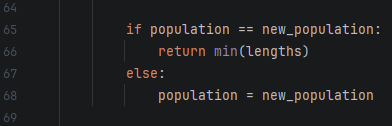 64
65 if population == new_population:
66 return min(lengths)
67 else:
68 population = new_population
69